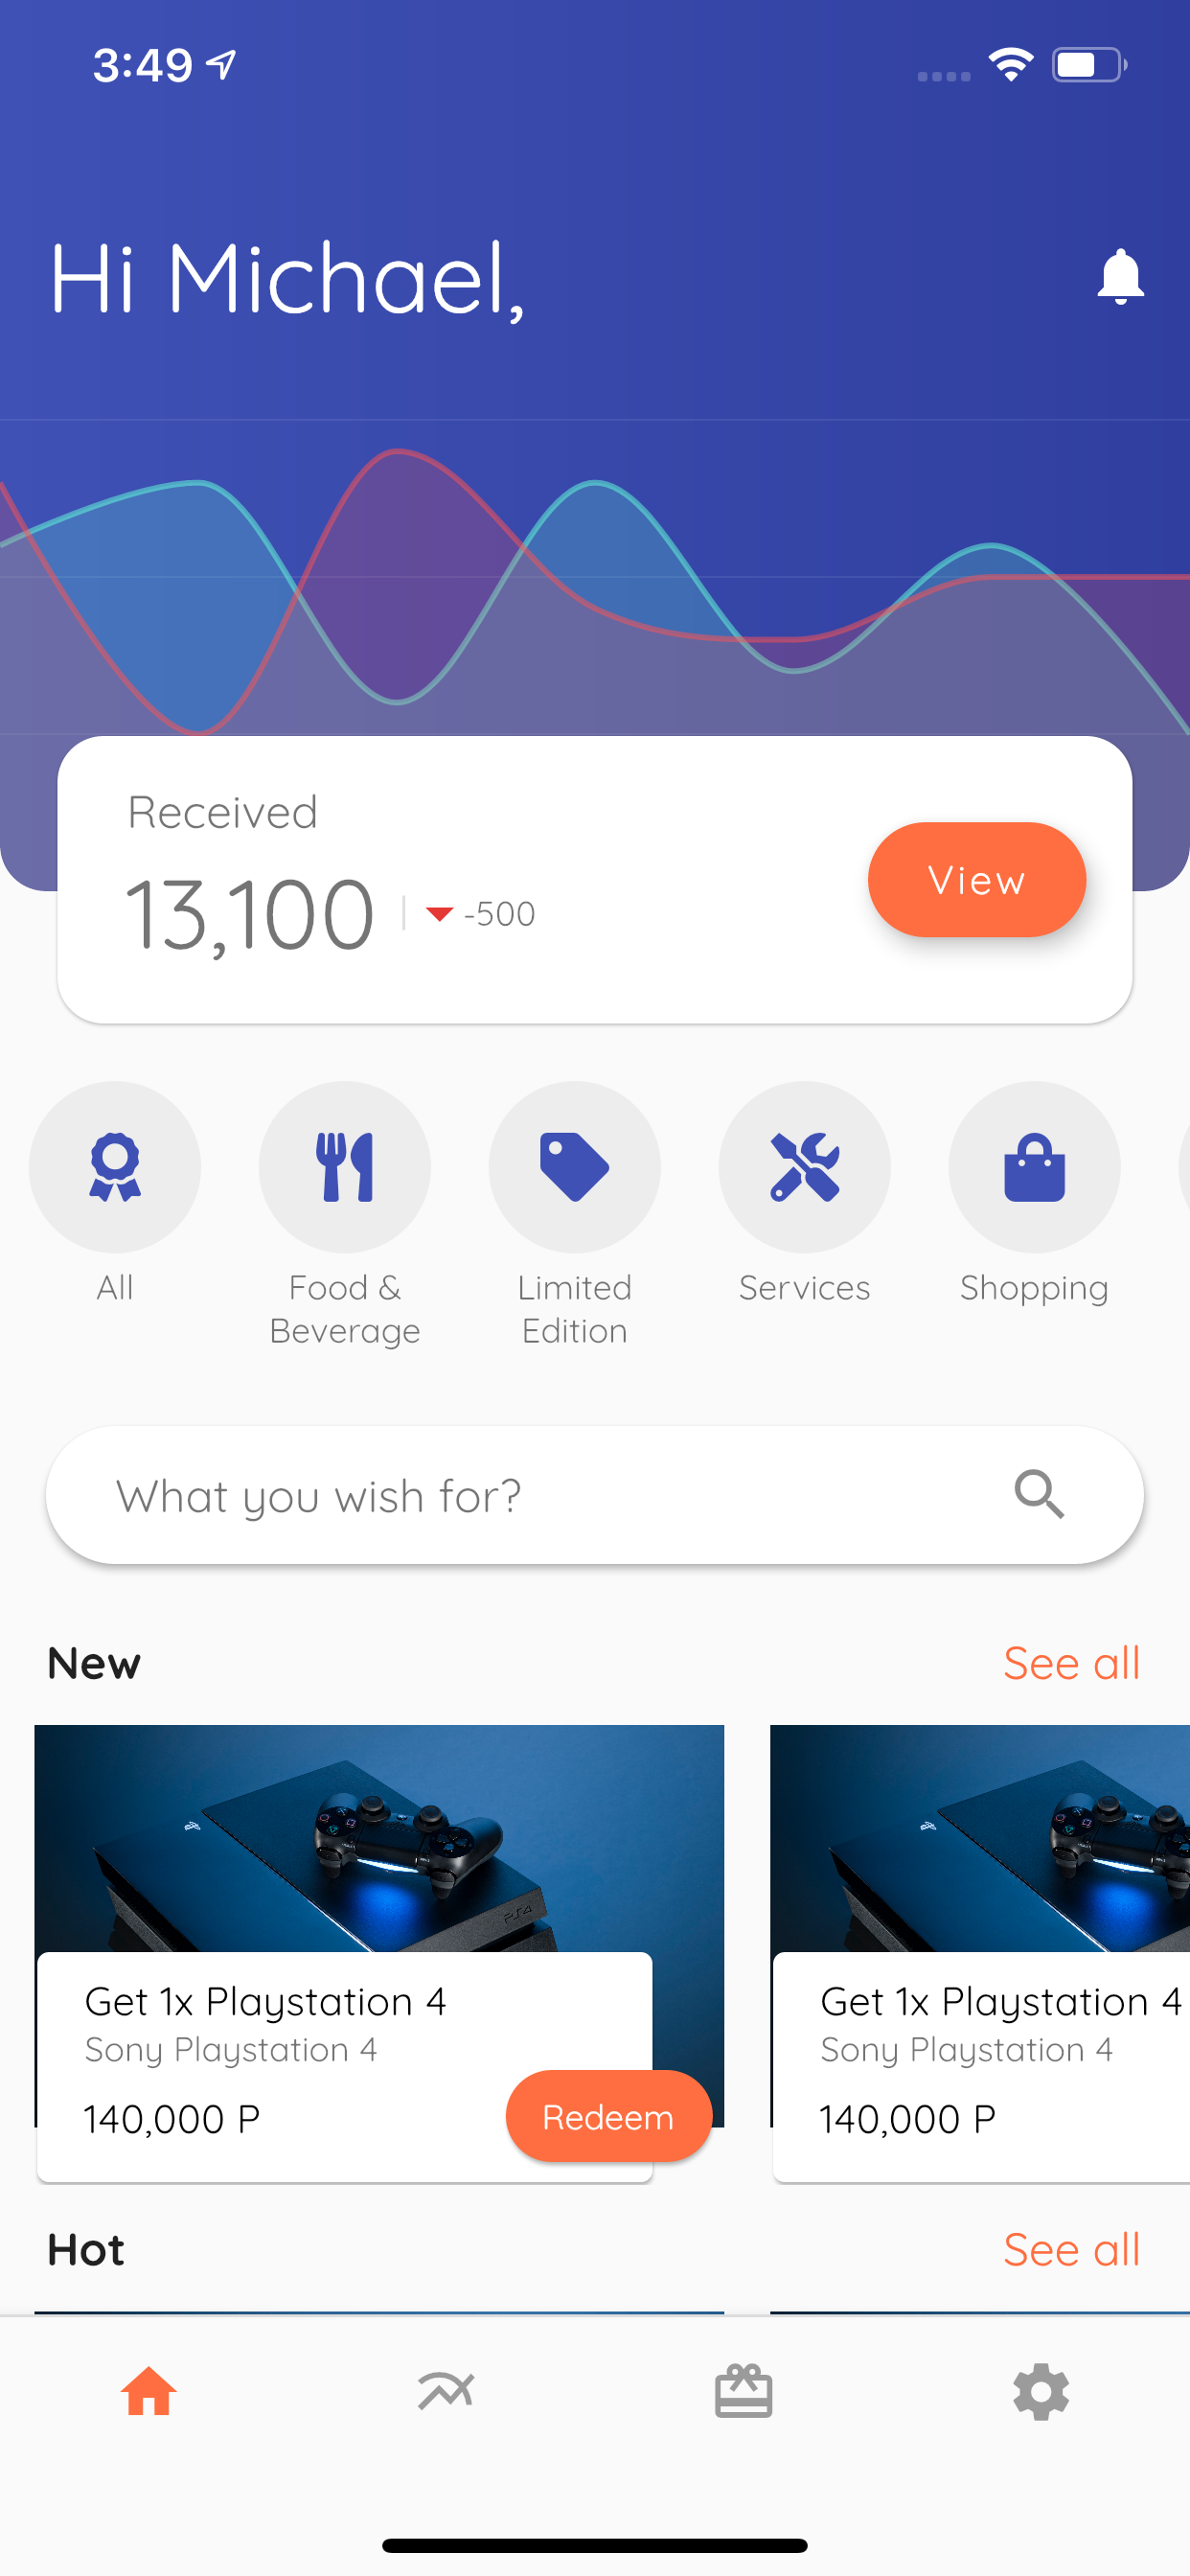 3:49
Hi Michael,
Received
13,100
-500
View
All
Food &
Beverage
Limited
Edition
Services
Shopping
What you wish for?
New
See all
PS4
Get 1x Playstation 4
Sony Playstation 4
140,000 P
Redeem
Get 1x Playstation 4
Sony Playstation 4
140,000 P
Hot
See all